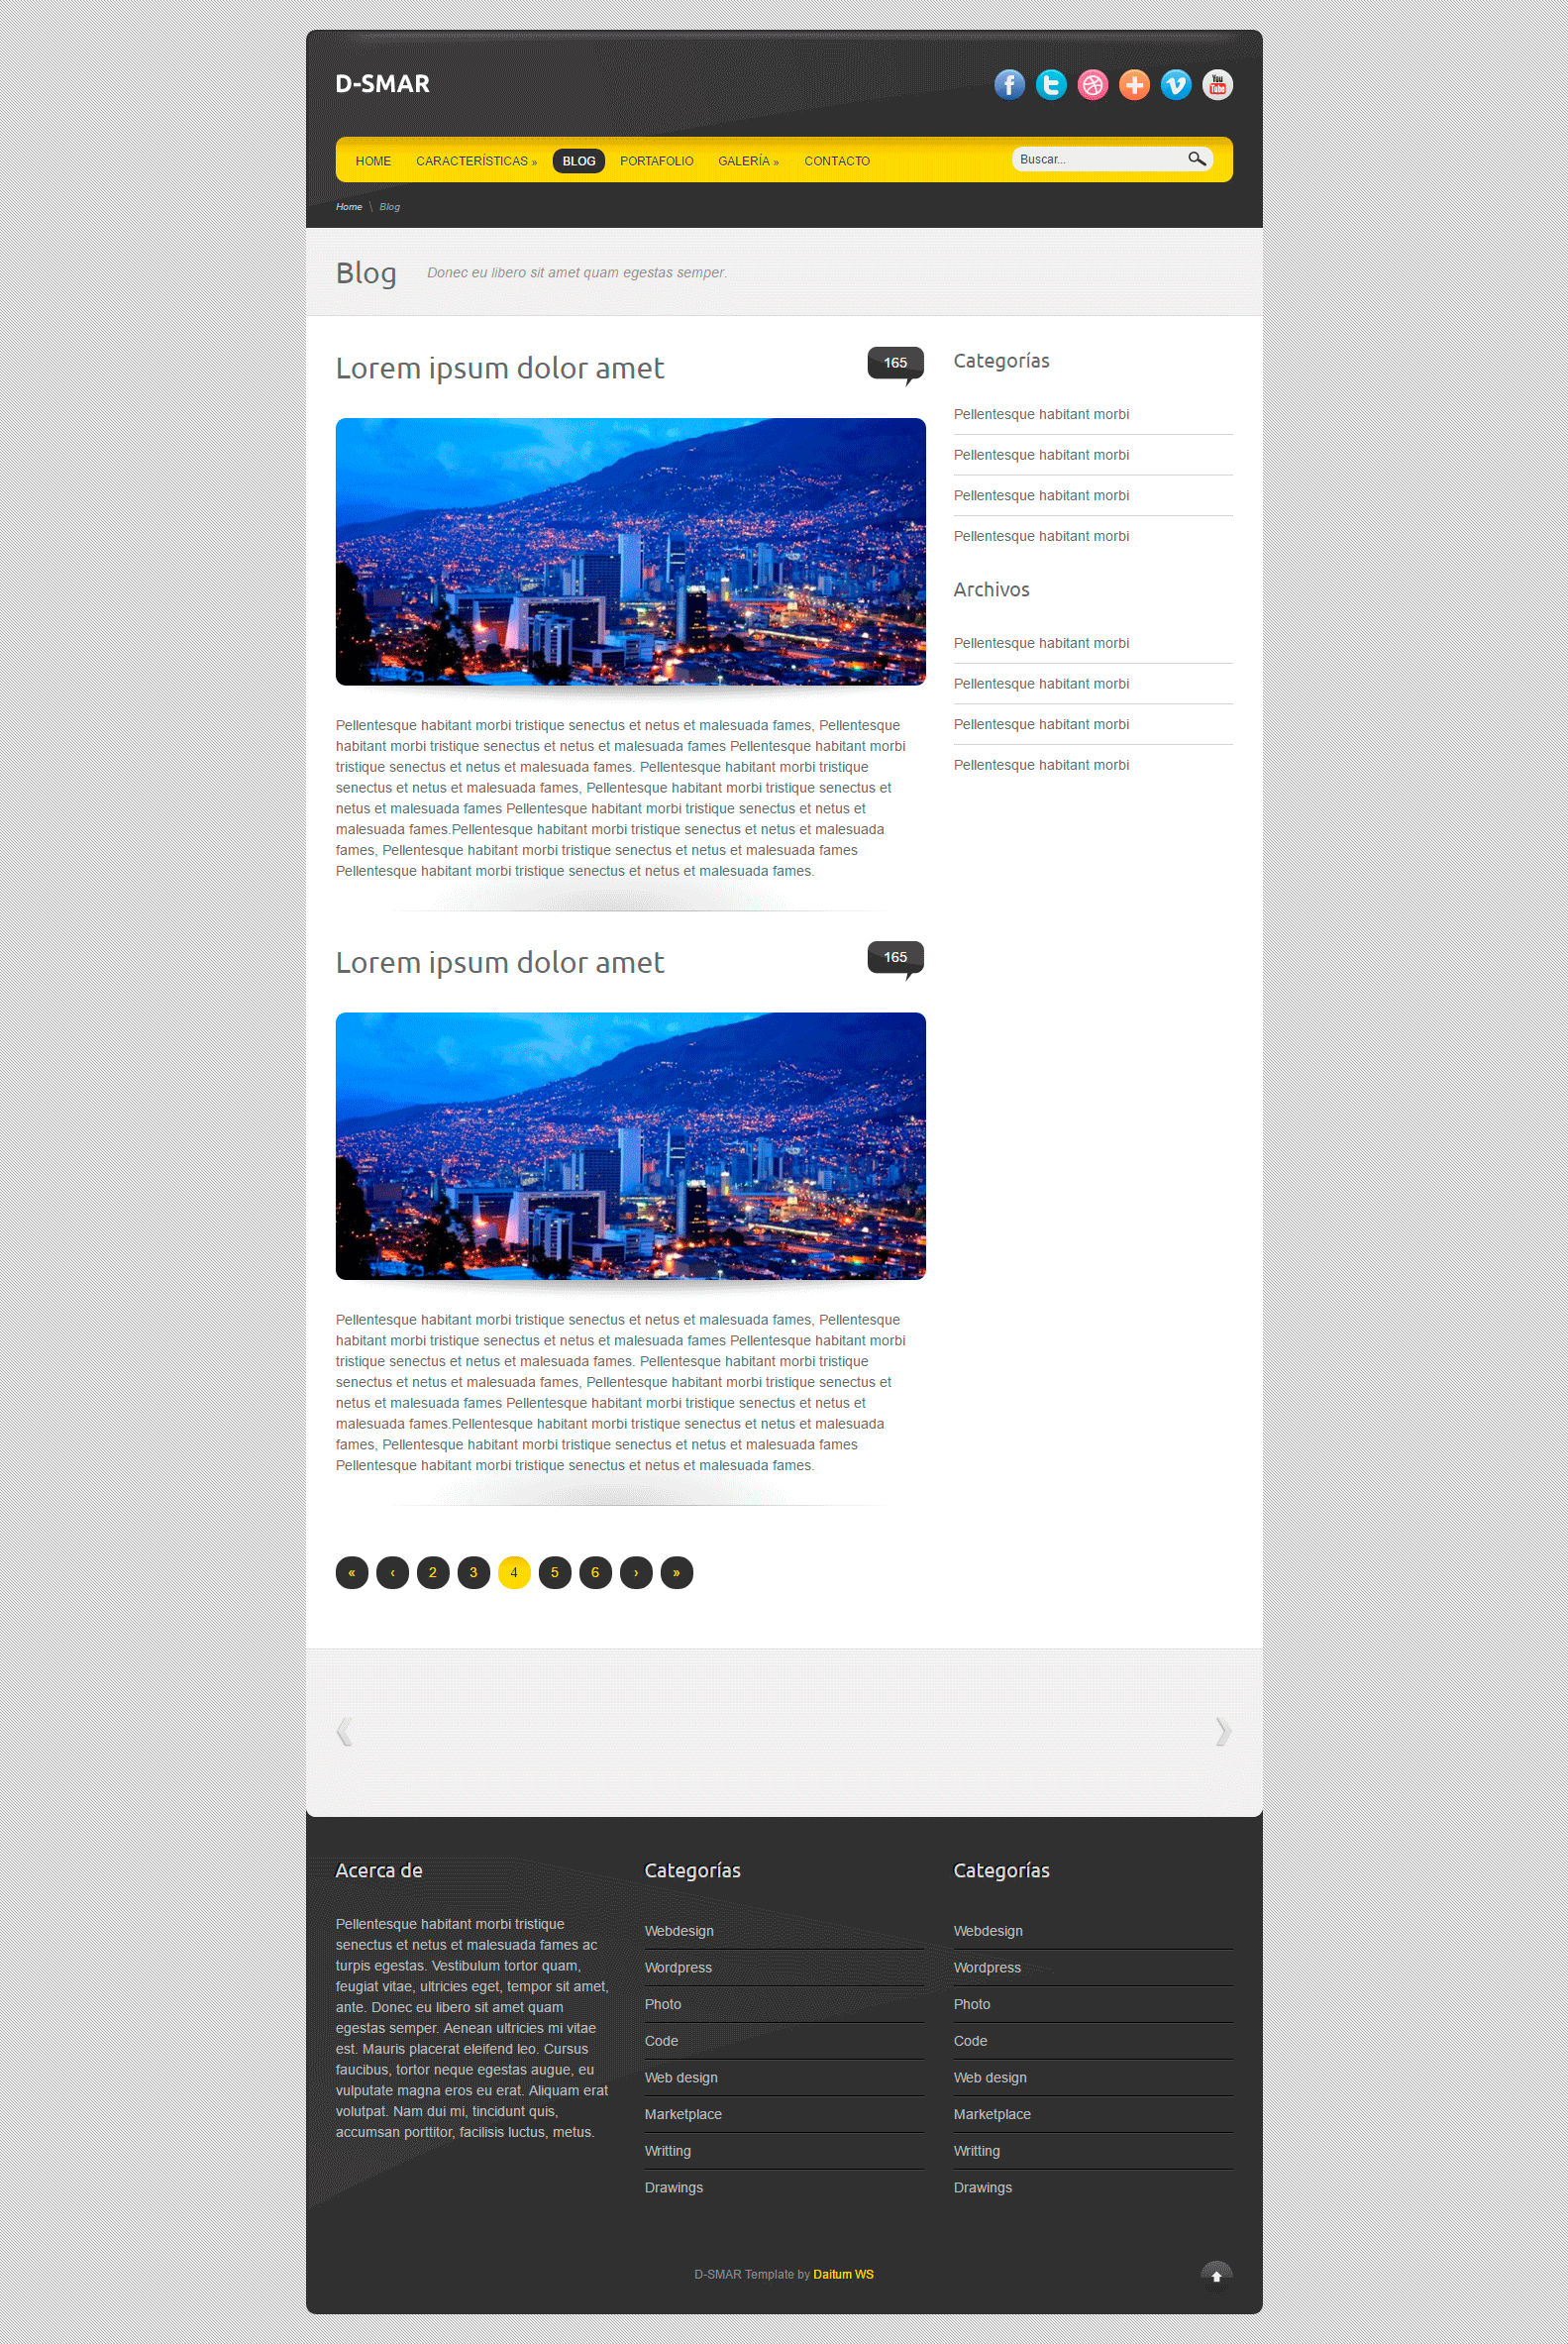 D-SMAR
You
Tube
HOME CARACTERÍSTICAS » BLOG PORTAFOLIO GALERÍA » CONTACTO Buscar...
Home \ Blog
Blog Donec eu libero sit amet quam egestas semper.
Lorem ipsum dolor amet 165
Pellentesque habitant morbi tristique senectus et netus et malesuada fames, Pellentesque
habitant morbi tristique senectus et netus et malesuada fames Pellentesque habitant morbi
tristique senectus et netus et malesuada fames. Pellentesque habitant morbi tristique
senectus et netus et malesuada fames, Pellentesque habitant morbi tristique senectus et
netus et malesuada fames Pellentesque habitant morbi tristique senectus et netus et
malesuada fames.Pellentesque habitant morbi tristique senectus et netus et malesuada
fames, Pellentesque habitant morbi tristique senectus et netus et malesuada fames
Pellentesque habitant morbi tristique senectus et netus et malesuada fames.
Lorem ipsum dolor amet 165
Pellentesque habitant morbi tristique senectus et netus et malesuada fames, Pellentesque
habitant morbi tristique senectus et netus et malesuada fames Pellentesque habitant morbi
tristique senectus et netus et malesuada fames. Pellentesque habitant morbi tristique
senectus et netus et malesuada fames, Pellentesque habitant morbi tristique senectus et
netus et malesuada fames Pellentesque habitant morbi tristique senectus et netus et
malesuada fames.Pellentesque habitant morbi tristique senectus et netus et malesuada
fames, Pellentesque habitant morbi tristique senectus et netus et malesuada fames
Pellentesque habitant morbi tristique senectus et netus et malesuada fames.
« ‹ 2 3 4 5 6 › »
Categorías
Pellentesque habitant morbi
Pellentesque habitant morbi
Pellentesque habitant morbi
Pellentesque habitant morbi
Archivos
Pellentesque habitant morbi
Pellentesque habitant morbi
Pellentesque habitant morbi
Pellentesque habitant morbi
Acerca de
Pellentesque habitant morbi tristique
senectus et netus et malesuada fames ac
turpis egestas. Vestibulum tortor quam,
feugiat vitae, ultricies eget, tempor sit amet,
ante. Donec eu libero sit amet quam
egestas semper. Aenean ultricies mi vitae
est. Mauris placerat eleifend leo. Cursus
faucibus, tortor neque egestas augue, eu
vulputate magna eros eu erat. Aliquam erat
volutpat. Nam dui mi, tincidunt quis,
accumsan porttitor, facilisis luctus, metus.
Categorías
Webdesign
Wordpress
Photo
Code
Web design
Marketplace
Writting
Drawings
Categorías
Webdesign
Wordpress
Photo
Code
Web design
Marketplace
Writting
Drawings
D-SMAR Template by Daitum WS